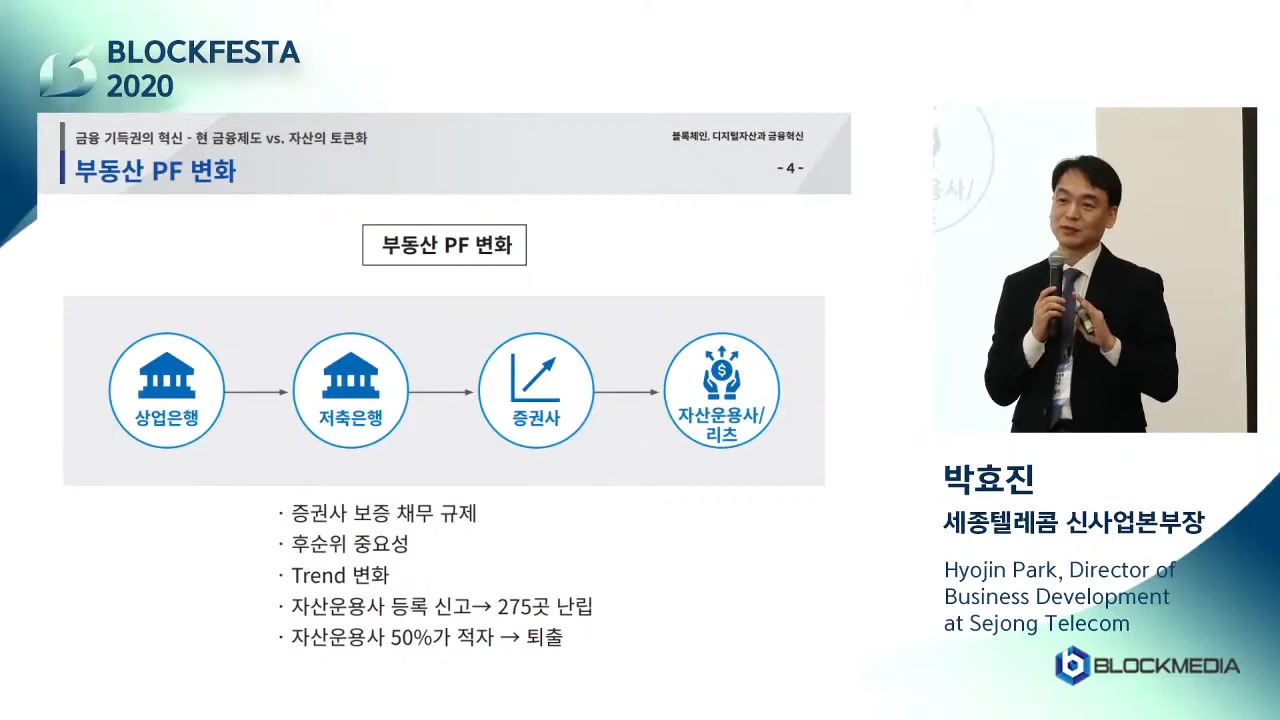 BLOCKFESTA
2020
금융 기득권의 혁신 - 현 금융제도 vs. 자산의 토큰화
블록체인, 디지털자산과 금융혁신
부동산 PF 변화
- 4 -
부동산 PF 변화
상업은행
저축은행
증권사
자산운용사/
리츠
· 증권사 보증 채무 규제
· 후순위 중요성
· Trend 변화
· 자산운용사 등록 신고→ 275곳 난립
· 자산운용사 50%가 적자 → 퇴출
박효진
세종텔레콤 신사업본부장
Hyojin Park, Director of
Business Development
at Sejong Telecom
BLOCKMEDIA